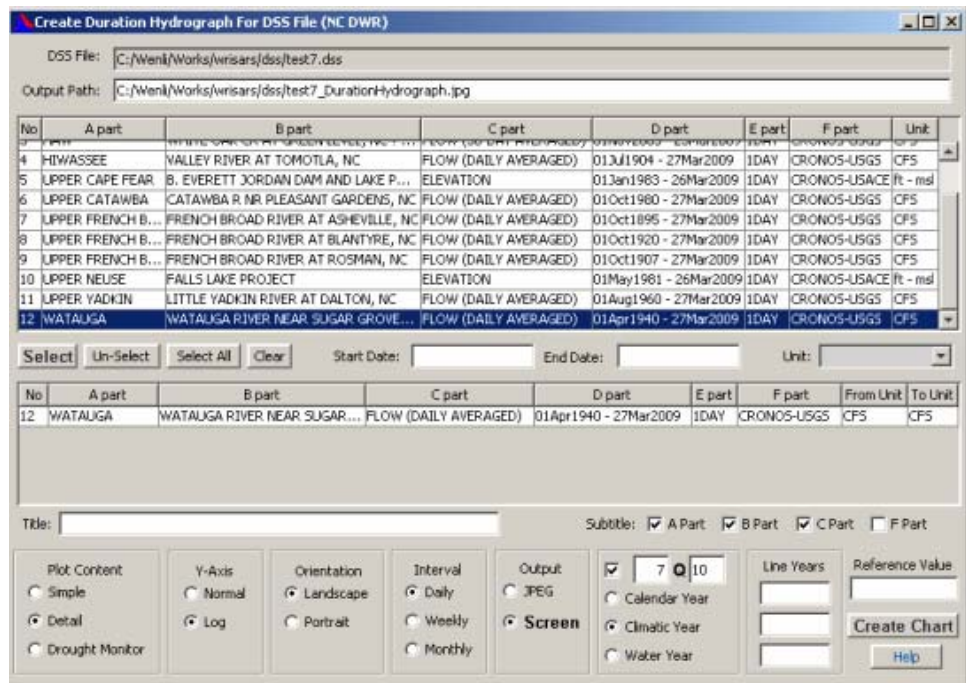 Create Duration Hydrograph For DSS File (NC DWR)
DSS File: C:/Wenli/Works/wrisars/dss/test7.dss
Output Path: C:/Wenli/Works/wrisars/dss/test7_DurationHydrograph.jpg
No A part B part C part D part E part F part Unit
4 HIWASSEE VALLEY RIVER AT TOMOTLA, NC FLOW (DAILY AVERAGED) 01Jul1904 - 27Mar2009 1DAY CRONOS-USGS CFS
5 UPPER CAPE FEAR B. EVERETT JORDAN DAM AND LAKE P... ELEVATION 01Jan1983 - 26Mar2009 1DAY CRONOS-USACE ft - msl
6 UPPER CATAWBA CATAWBA R NR PLEASANT GARDENS, NC FLOW (DAILY AVERAGED) 01Oct1980 - 27Mar2009 1DAY CRONOS-USGS CFS
7 UPPER FRENCH B... FRENCH BROAD RIVER AT ASHEVILLE, NC FLOW (DAILY AVERAGED) 01Oct1895 - 27Mar2009 1DAY CRONOS-USGS CFS
8 UPPER FRENCH B... FRENCH BROAD RIVER AT BLANTYRE, NC FLOW (DAILY AVERAGED) 01Oct1920 - 27Mar2009 1DAY CRONOS-USGS CFS
9 UPPER FRENCH B... FRENCH BROAD RIVER AT ROSMAN, NC FLOW (DAILY AVERAGED) 01Oct1907 - 27Mar2009 1DAY CRONOS-USGS CFS
10 UPPER NEUSE FALLS LAKE PROJECT ELEVATION 01May1981 - 26Mar2009 1DAY CRONOS-USACE ft - msl
11 UPPER YADKIN LITTLE YADKIN RIVER AT DALTON, NC FLOW (DAILY AVERAGED) 01Aug1960 - 27Mar2009 1DAY CRONOS-USGS CFS
12 WATAUGA WATAUGA RIVER NEAR SUGAR GROVE... FLOW (DAILY AVERAGED) 01Apr1940 - 27Mar2009 1DAY CRONOS-USGS CFS
Select Un-Select Select All Clear Start Date: End Date: Unit:
No A part B part C part D part E part F part From Unit To Unit
12 WATAUGA WATAUGA RIVER NEAR SUGAR... FLOW (DAILY AVERAGED) 01Apr1940 - 27Mar2009 1DAY CRONOS-USGS CFS CFS
Title: Subtitle: A Part B Part C Part F Part
Plot Content Y-Axis Orientation Interval Output 7 Q 10 Line Years Reference Value
Simple Normal Landscape Daily JPEG Calendar Year
Detail Log Portrait Weekly Screen Climatic Year Create Chart
Drought Monitor Monthly Water Year Help